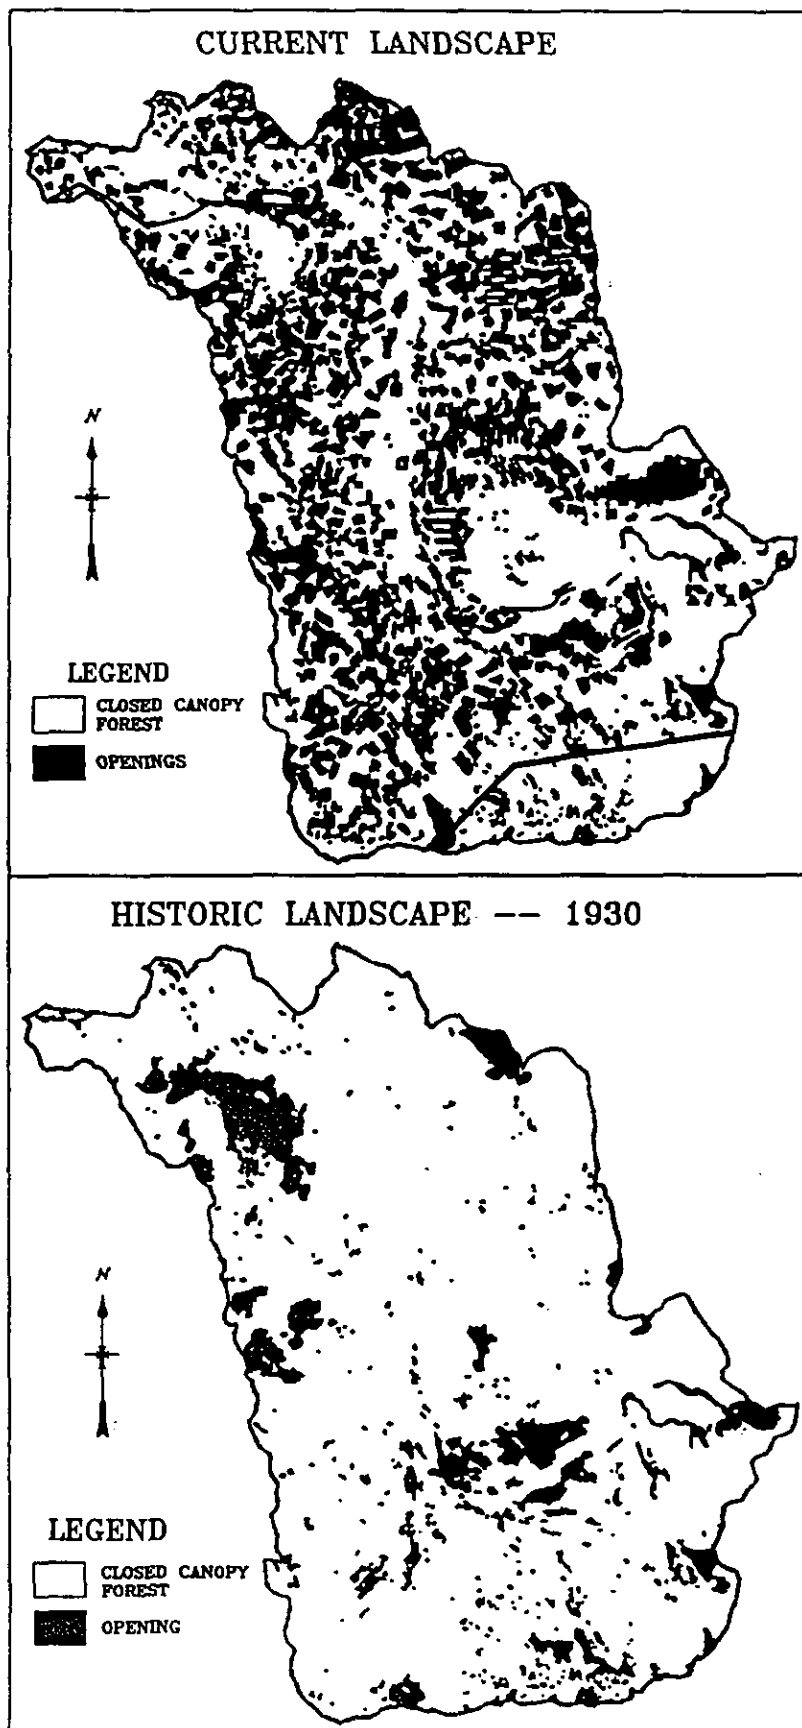 CURRENT LANDSCAPE
N
LEGEND
CLOSED CANOPY
FOREST
OPENINGS
HISTORIC LANDSCAPE -- 1930
N
LEGEND
CLOSED CANOPY
FOREST
OPENING